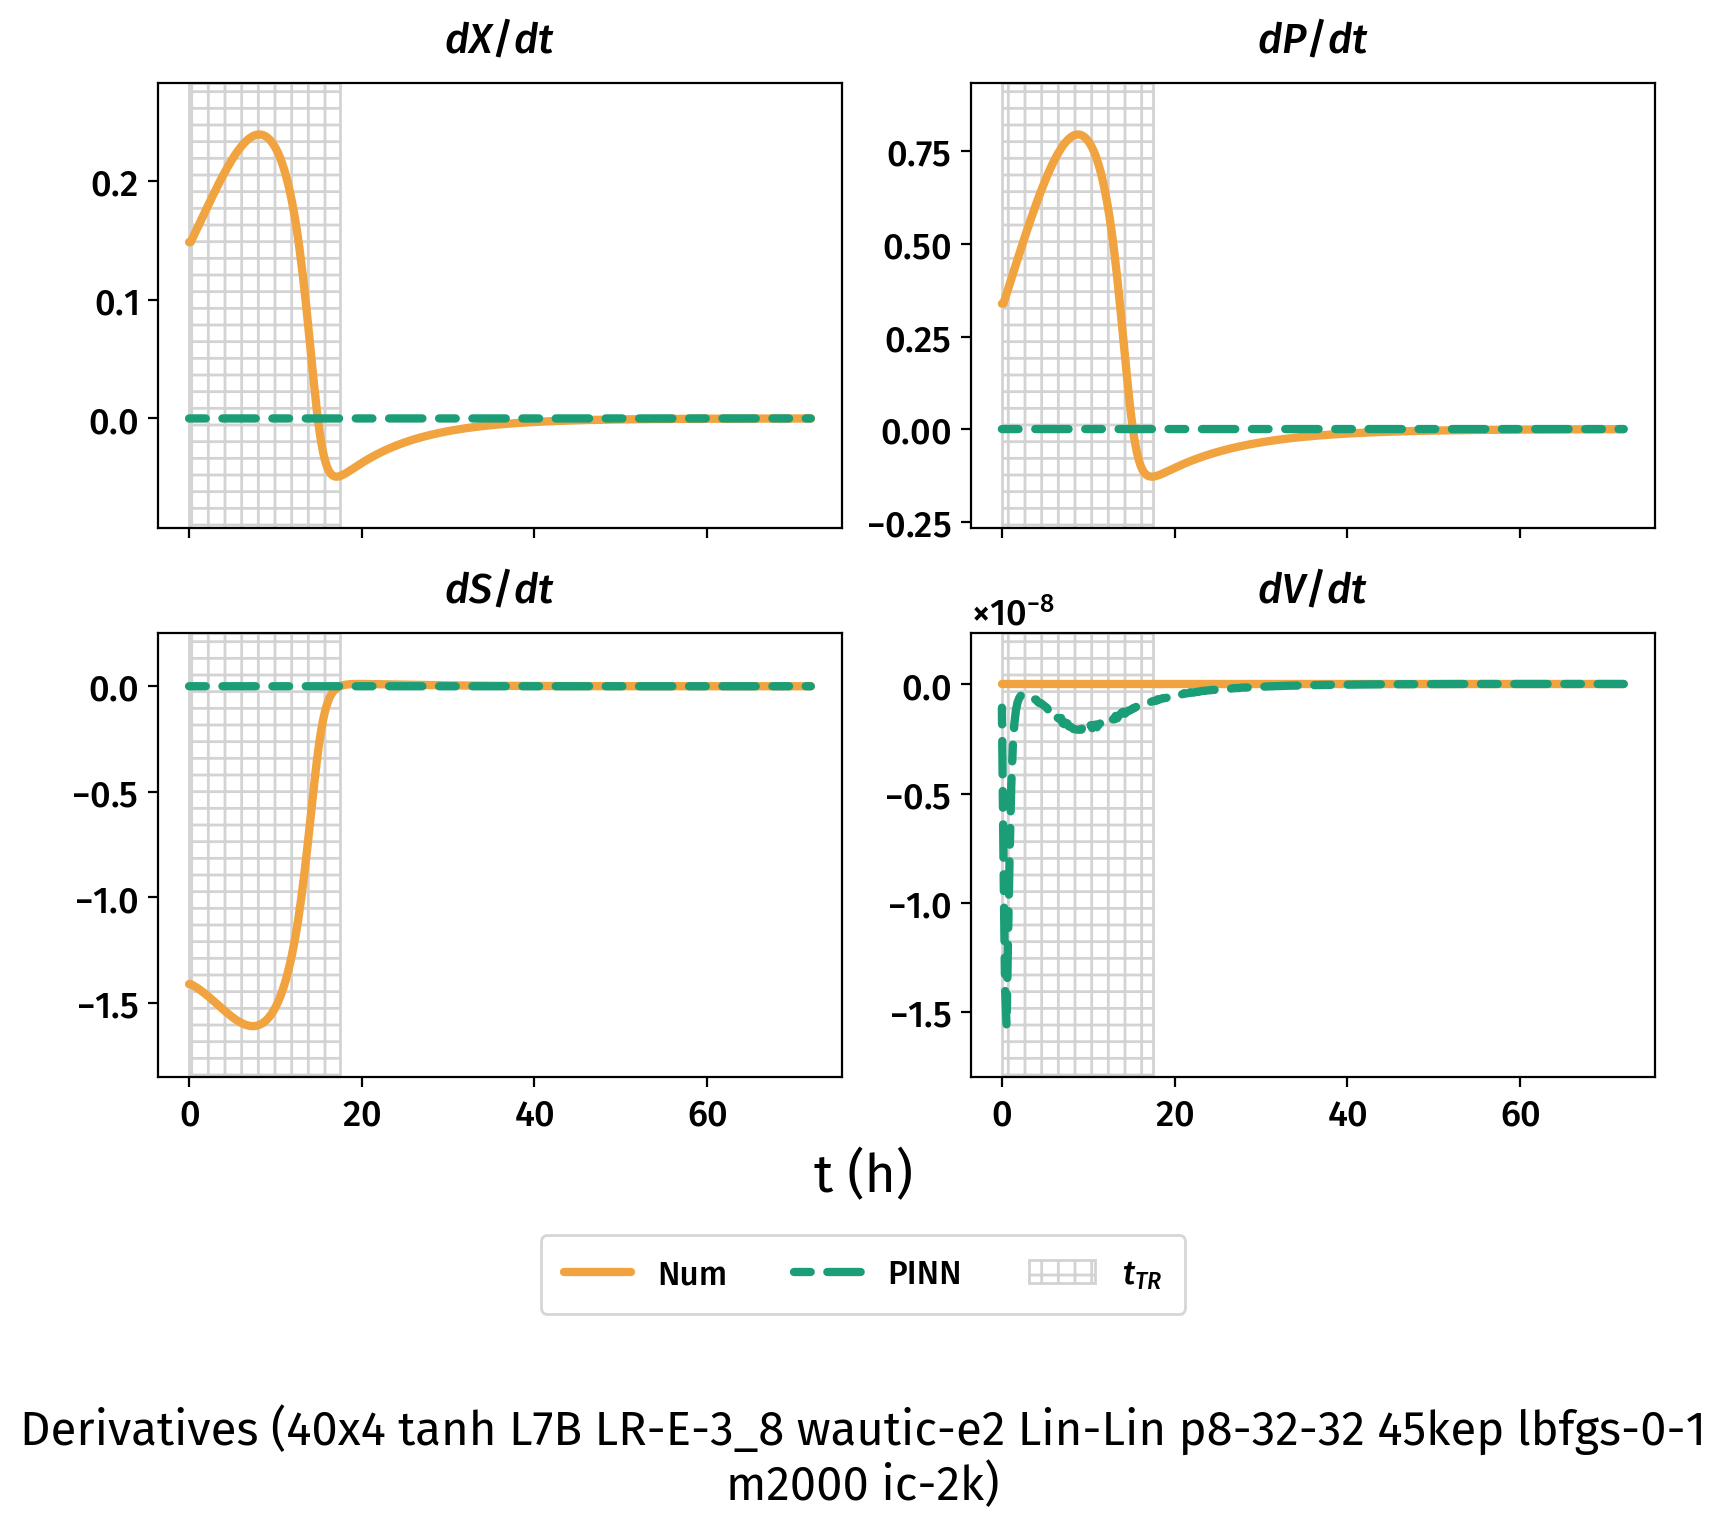 dX/dt
dP/dt
0.2
0.1
0.0
0.75
0.50
0.25
0.00
−0.25
dS/dt
dV/dt
×10⁻⁸
0.0
−0.5
−1.0
−1.5
0.0
−0.5
−1.0
−1.5
0 20 40 60
0 20 40 60
t (h)
Num PINN t_TR
Derivatives (40x4 tanh L7B LR-E-3_8 wautic-e2 Lin-Lin p8-32-32 45kep lbfgs-0-1
m2000 ic-2k)